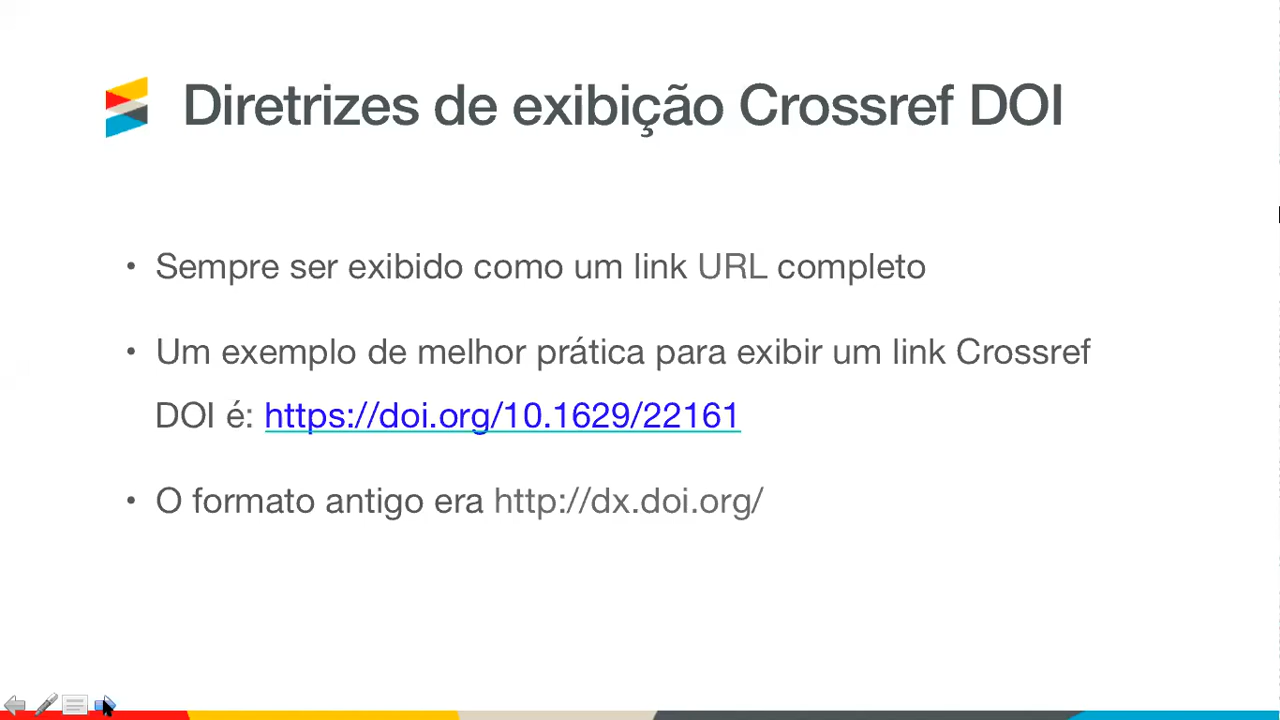 Diretrizes de exibição Crossref DOI
• Sempre ser exibido como um link URL completo
• Um exemplo de melhor prática para exibir um link Crossref
DOI é: https://doi.org/10.1629/22161
• O formato antigo era http://dx.doi.org/